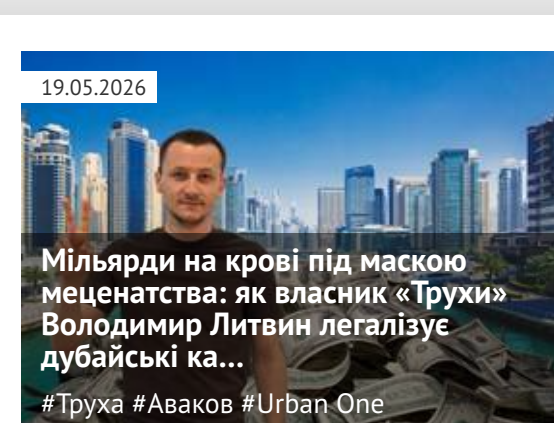 19.05.2026
Мільярди на крові під маскою
меценатства: як власник «Трухи»
Володимир Литвин легалізує
дубайські ка...
#Труха #Аваков #Urban One